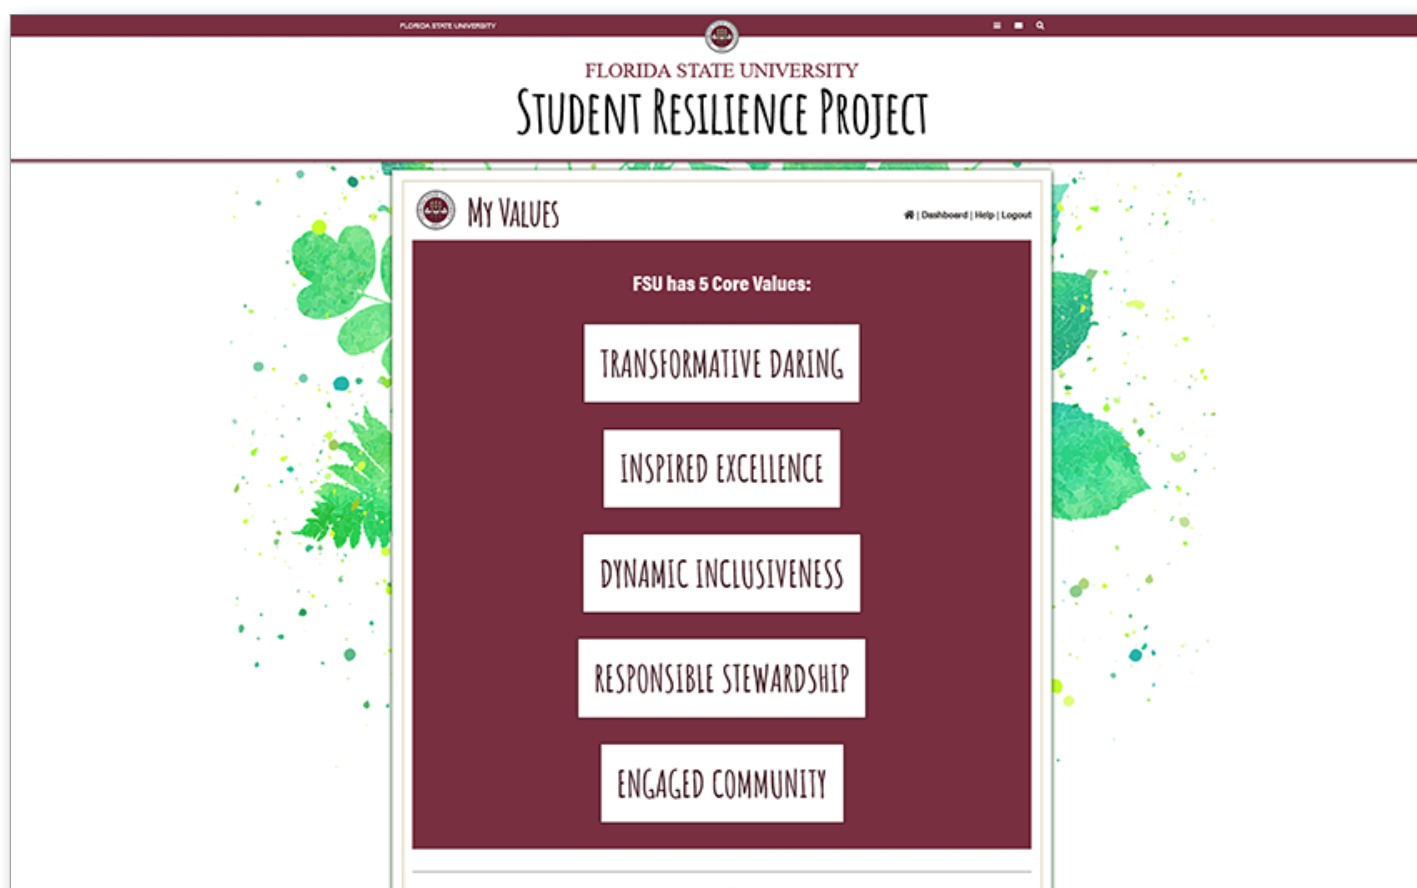 FLORIDA STATE UNIVERSITY
FLORIDA STATE UNIVERSITY
STUDENT RESILIENCE PROJECT
MY VALUES
| Dashboard | Help | Logout
FSU has 5 Core Values:
TRANSFORMATIVE DARING
INSPIRED EXCELLENCE
DYNAMIC INCLUSIVENESS
RESPONSIBLE STEWARDSHIP
ENGAGED COMMUNITY